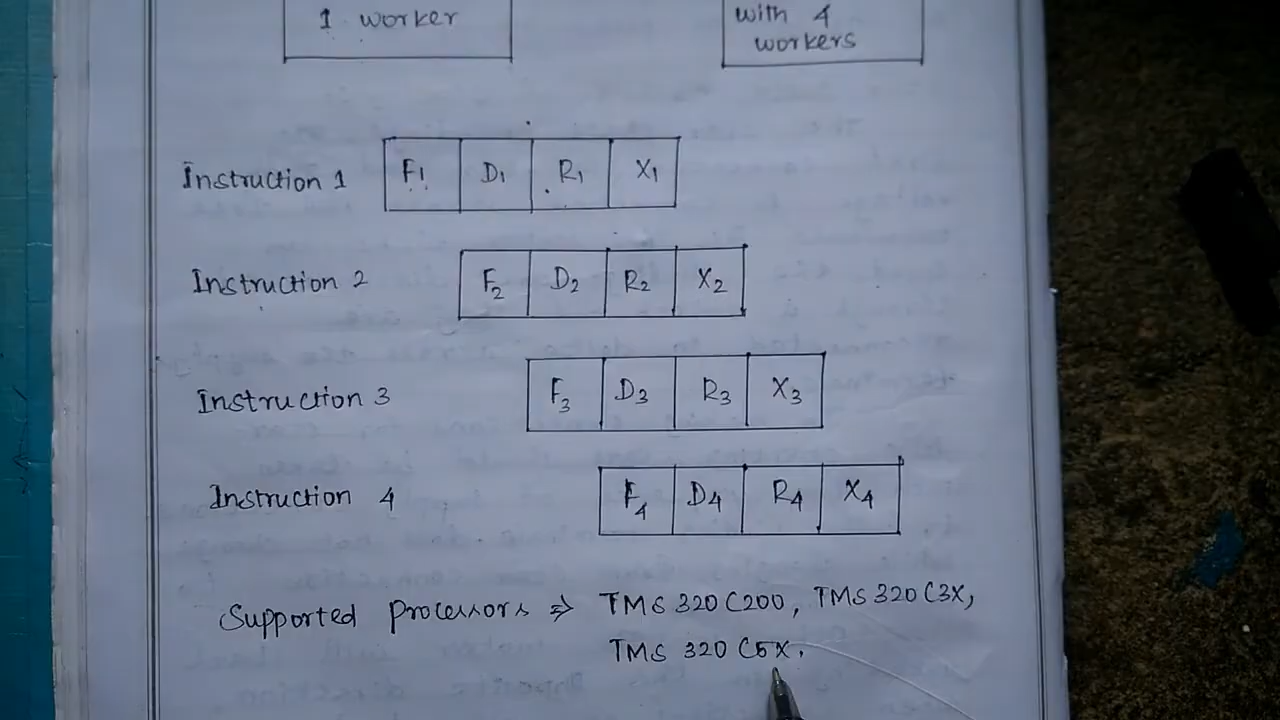 1 worker
with 4
workers
Instruction 1 F1 D1 R1 X1
Instruction 2 F2 D2 R2 X2
Instruction 3 F3 D3 R3 X3
Instruction 4 F4 D4 R4 X4
Supported Processors ⇒ TMS 320 C200, TMS 320 C3X,
TMS 320 C5X.